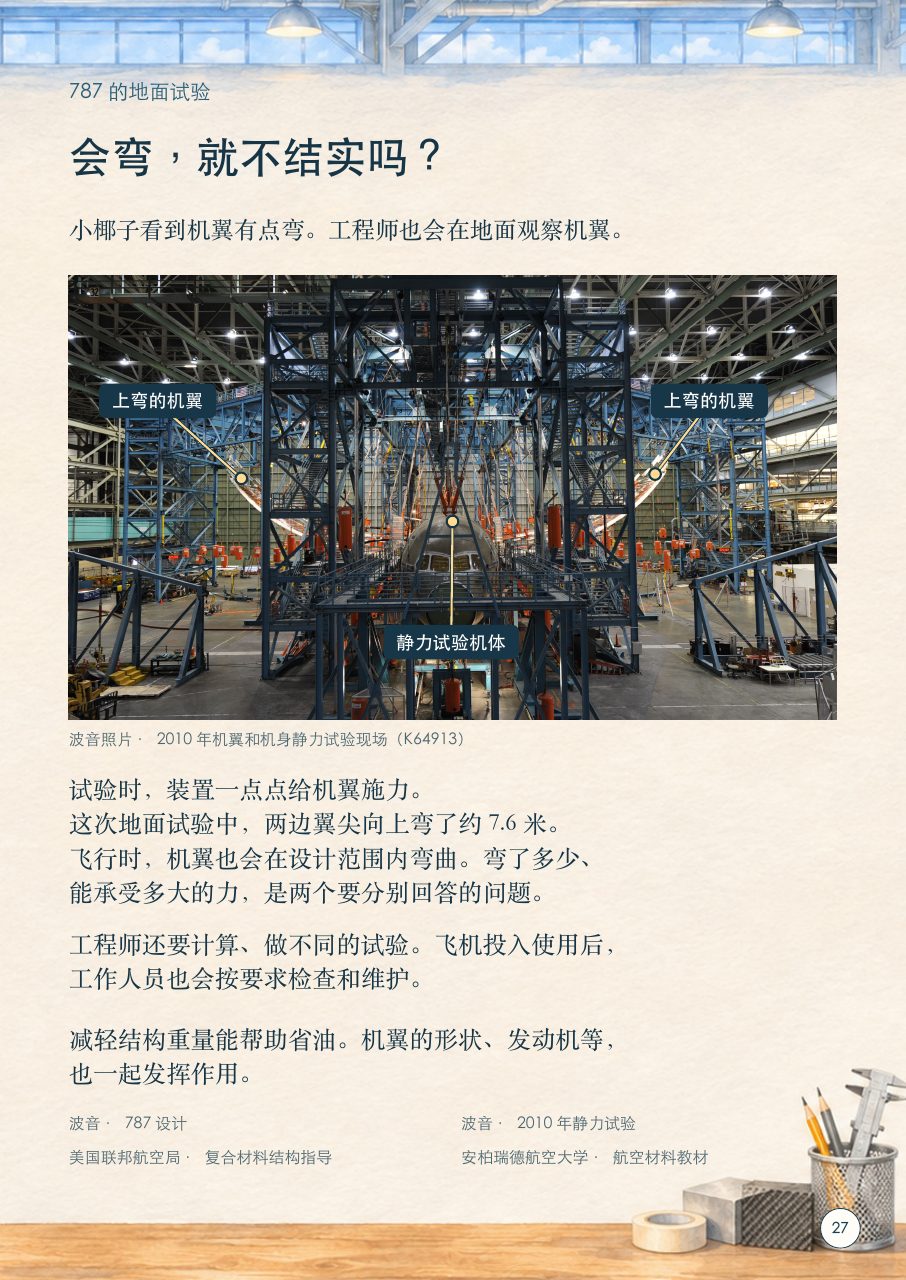 787 的地面试验
会弯，就不结实吗？
小椰子看到机翼有点弯。工程师也会在地面观察机翼。
上弯的机翼
上弯的机翼
静力试验机体
波音照片 · 2010 年机翼和机身静力试验现场（K64913）
试验时，装置一点点给机翼施力。
这次地面试验中，两边翼尖向上弯了约 7.6 米。
飞行时，机翼也会在设计范围内弯曲。弯了多少、
能承受多大的力，是两个要分别回答的问题。
工程师还要计算、做不同的试验。飞机投入使用后，
工作人员也会按要求检查和维护。
减轻结构重量能帮助省油。机翼的形状、发动机等，
也一起发挥作用。
波音 · 787 设计
波音 · 2010 年静力试验
美国联邦航空局 · 复合材料结构指导
安柏瑞德航空大学 · 航空材料教材
27